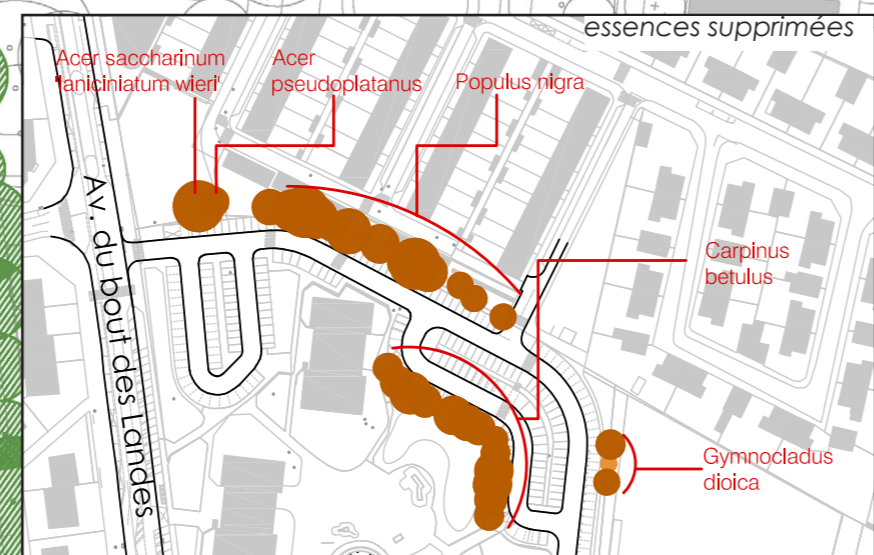 essences supprimées
Acer saccharinum
'laniciniatum wieri'
Acer
pseudoplatanus
Populus nigra
Carpinus
betulus
Gymnocladus
dioica
Av. du bout des Landes